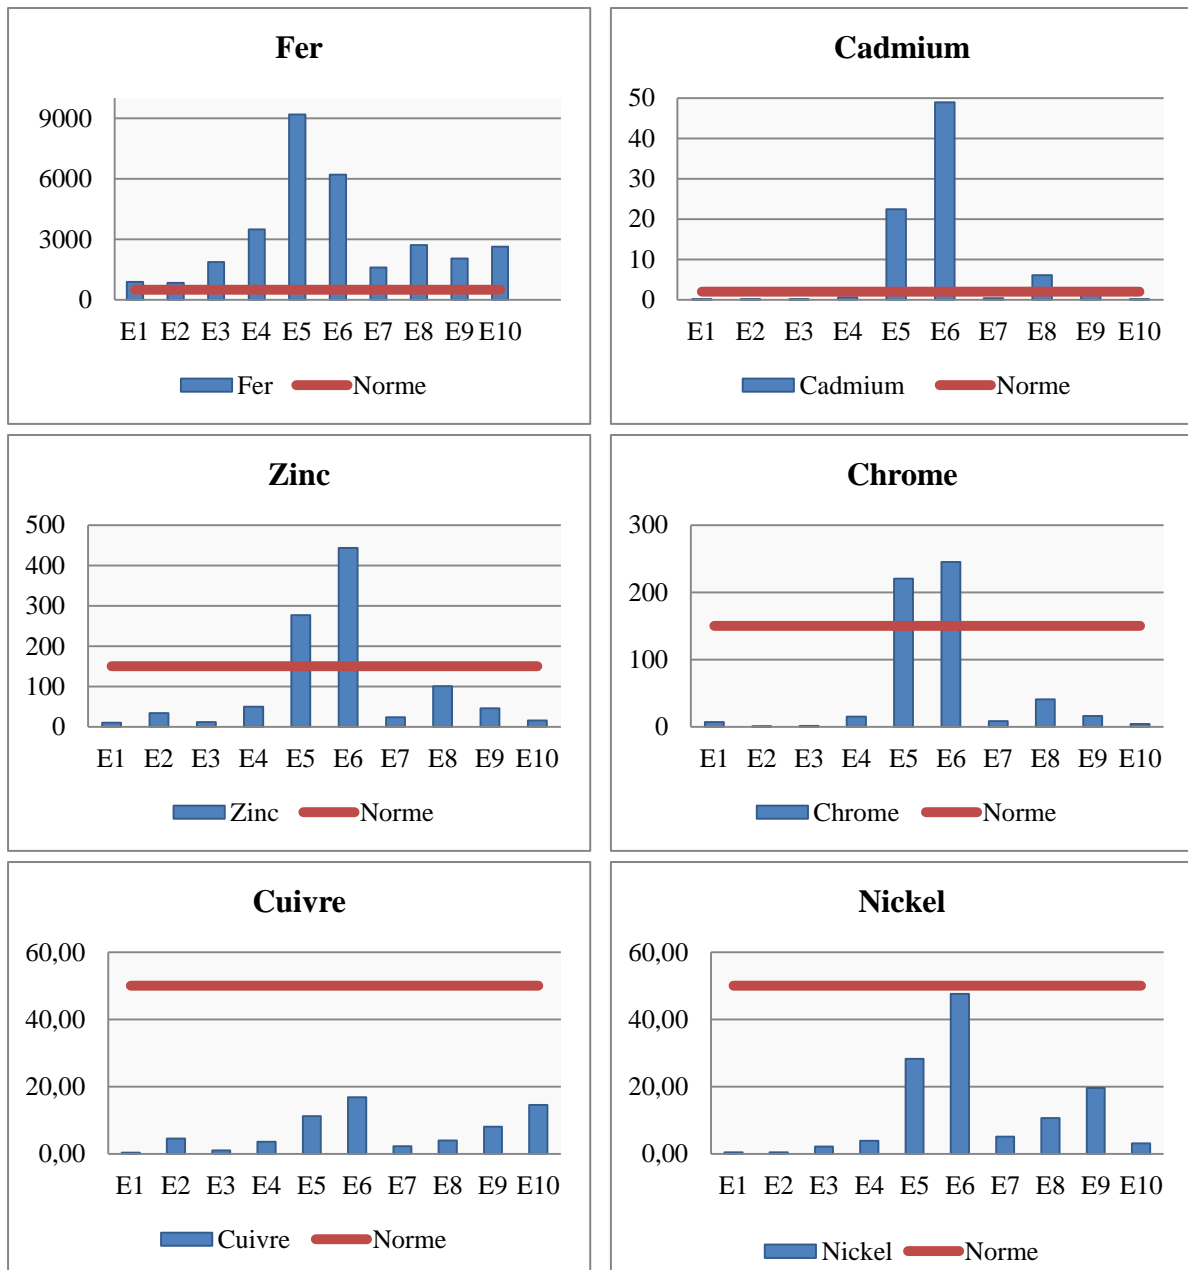 Fer
9000
6000
3000
0
E1 E2 E3 E4 E5 E6 E7 E8 E9 E10
Fer Norme
Cadmium
50
40
30
20
10
0
E1 E2 E3 E4 E5 E6 E7 E8 E9 E10
Cadmium Norme
Zinc
500
400
300
200
100
0
E1 E2 E3 E4 E5 E6 E7 E8 E9 E10
Zinc Norme
Chrome
300
200
100
0
E1 E2 E3 E4 E5 E6 E7 E8 E9 E10
Chrome Norme
Cuivre
60,00
40,00
20,00
0,00
E1 E2 E3 E4 E5 E6 E7 E8 E9 E10
Cuivre Norme
Nickel
60,00
40,00
20,00
0,00
E1 E2 E3 E4 E5 E6 E7 E8 E9 E10
Nickel Norme